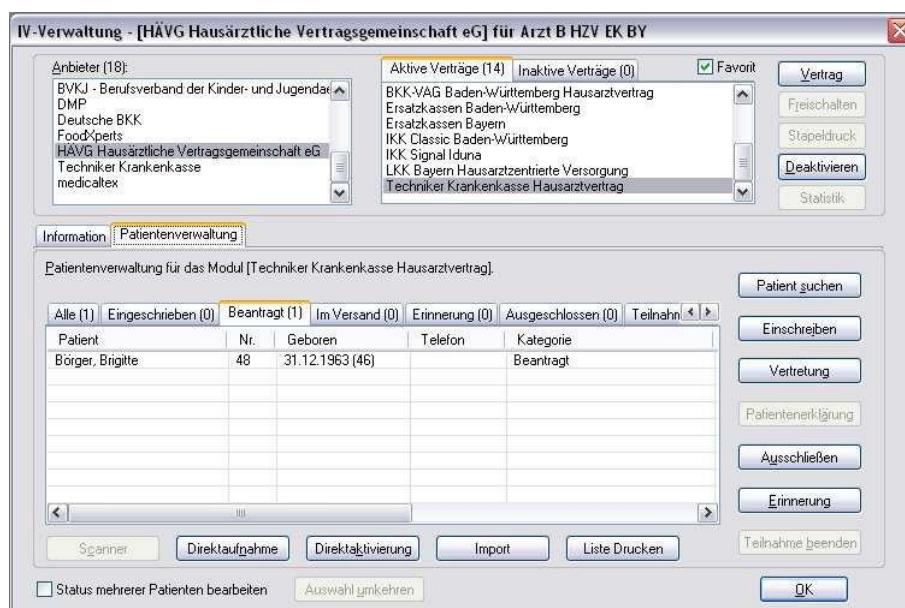 IV-Verwaltung - [HÄVG Hausärztliche Vertragsgemeinschaft eG] für Arzt B HZV EK BY
Anbieter (18):
BVKJ - Berufsverband der Kinder- und Jugendae
DMP
Deutsche BKK
FoodXperts
HÄVG Hausärztliche Vertragsgemeinschaft eG
Techniker Krankenkasse
medicaltex
Aktive Verträge (14) Inaktive Verträge (0)
Favorit
BKK-VAG Baden-Württemberg Hausarztvertrag
Ersatzkassen Baden-Württemberg
Ersatzkassen Bayern
IKK Classic Baden-Württemberg
IKK Signal Iduna
LKK Bayern Hausarztzentrierte Versorgung
Techniker Krankenkasse Hausarztvertrag
Vertrag
Freischalten
Stapeldruck
Deaktivieren
Statistik
Information Patientenverwaltung
Patientenverwaltung für das Modul [Techniker Krankenkasse Hausarztvertrag].
Alle (1) Eingeschrieben (0) Beantragt (1) Im Versand (0) Erinnerung (0) Ausgeschlossen (0) Teilnahm
Patient Nr. Geboren Telefon Kategorie
Börger, Brigitte 48 31.12.1963 (46) Beantragt
Patient suchen
Einschreiben
Vertretung
Patientenerklärung
Ausschließen
Erinnerung
Teilnahme beenden
Scanner Direktaufnahme Direktaktivierung Import Liste Drucken
Status mehrerer Patienten bearbeiten Auswahl umkehren OK